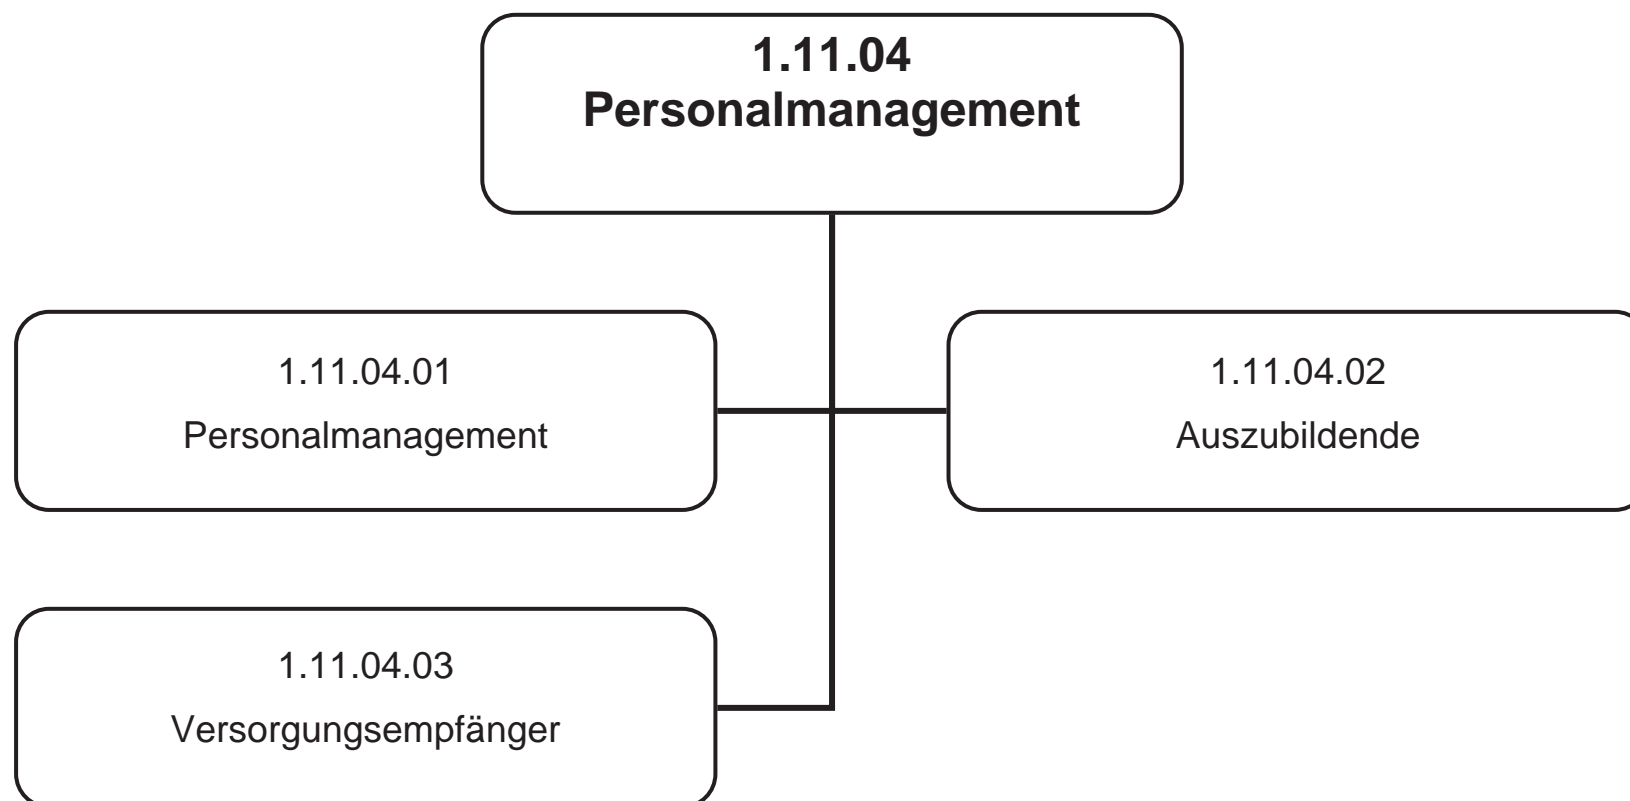 1.11.04
Personalmanagement
1.11.04.01
Personalmanagement
1.11.04.02
Auszubildende
1.11.04.03
Versorgungsempfänger